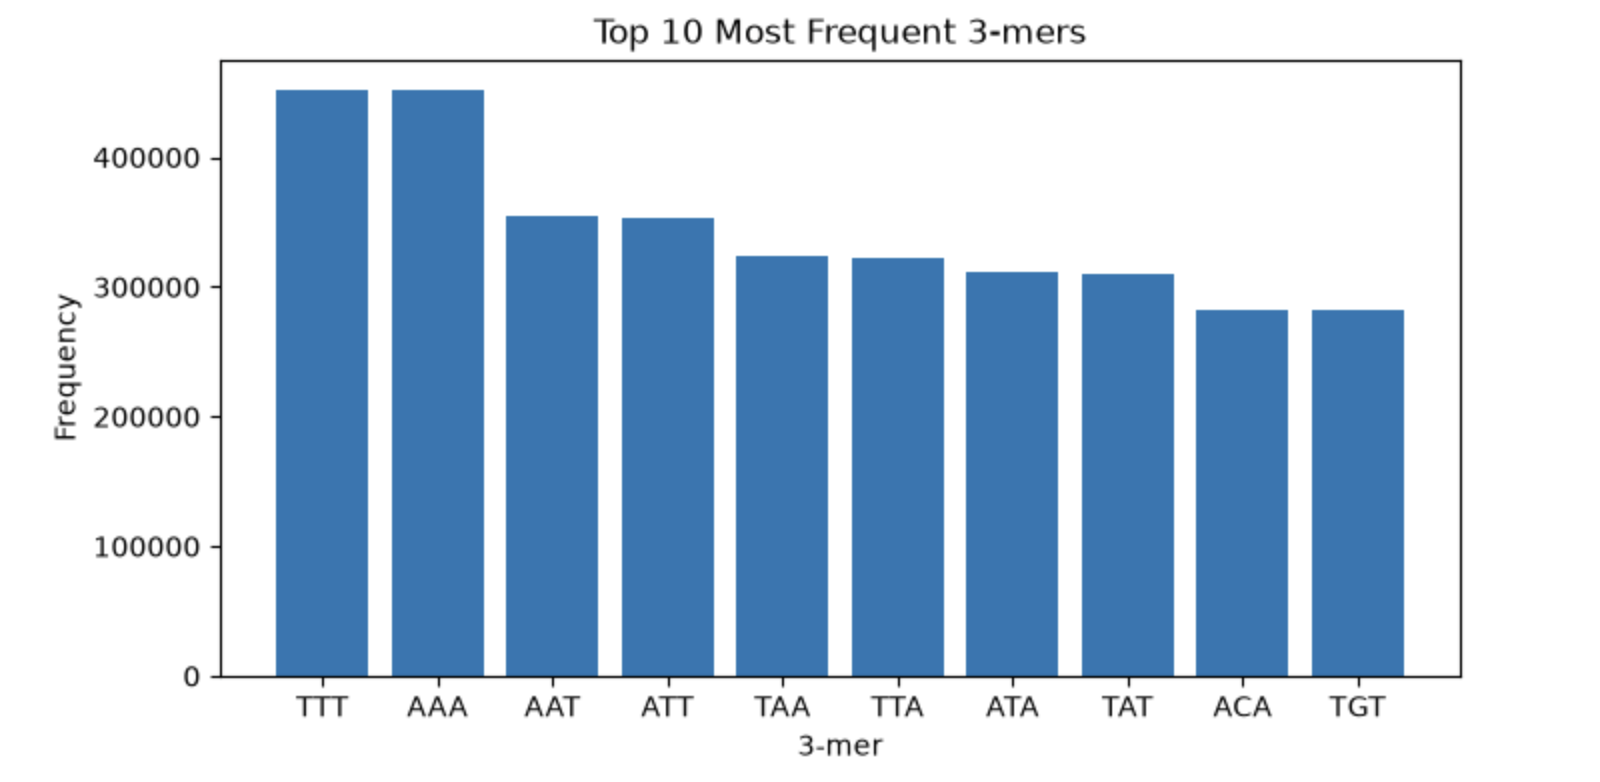 Top 10 Most Frequent 3-mers
400000
300000
200000
100000
0
Frequency
TTT AAA AAT ATT TAA TTA ATA TAT ACA TGT
3-mer